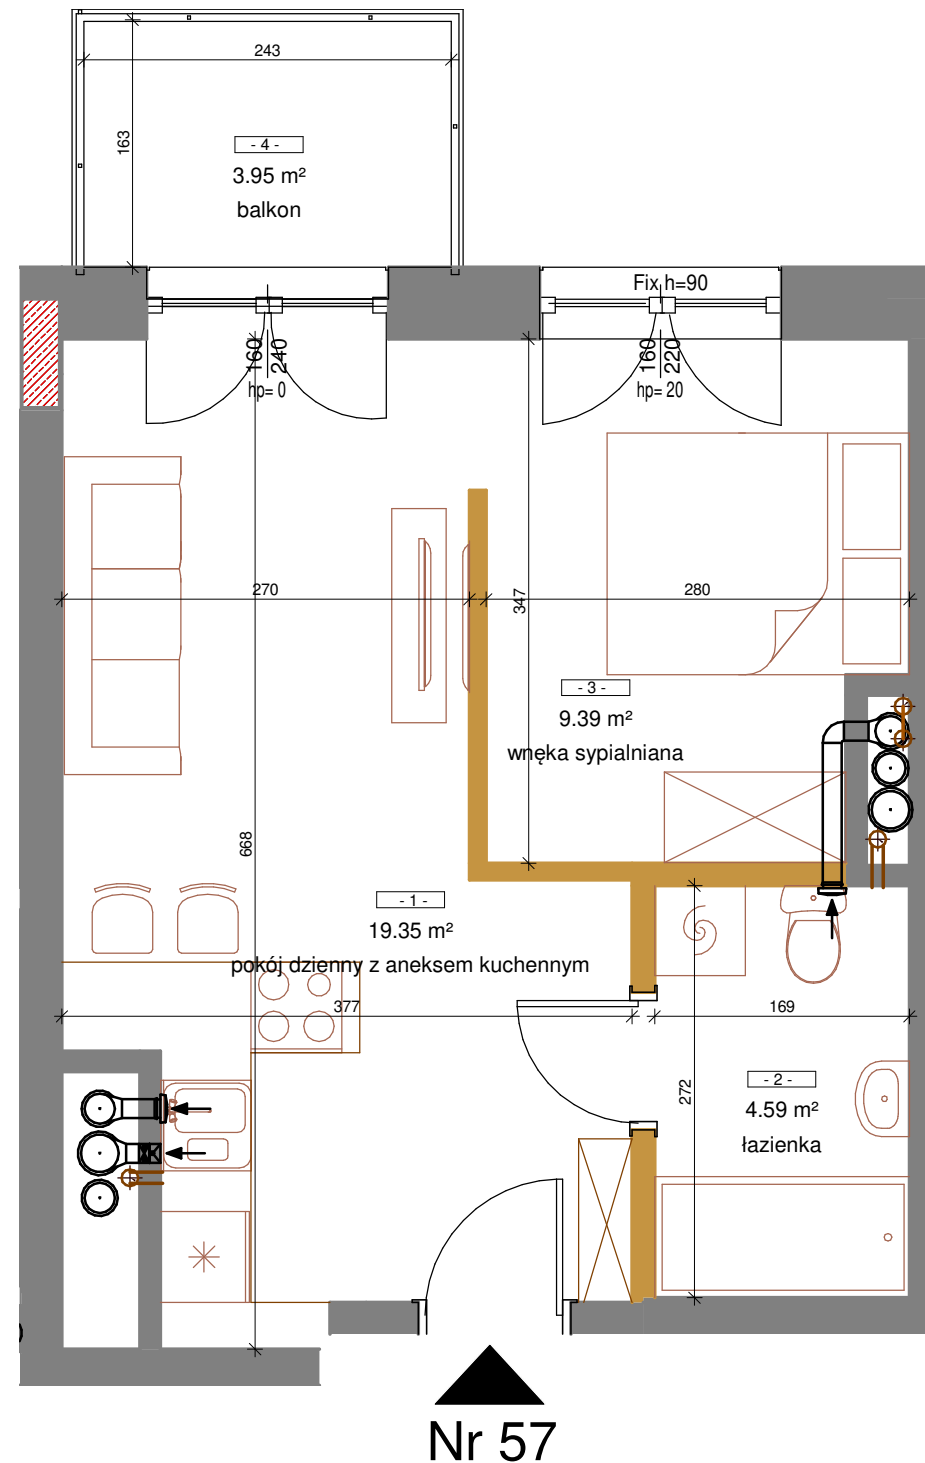 243
163
- 4 -
3.95 m²
balkon
Fix h=90
160
240
hp= 0
160
220
hp= 20
270
347
280
- 3 -
9.39 m²
wnęka sypialniana
668
- 1 -
19.35 m²
pokój dzienny z aneksem kuchennym
377
169
272
- 2 -
4.59 m²
łazienka
Nr 57